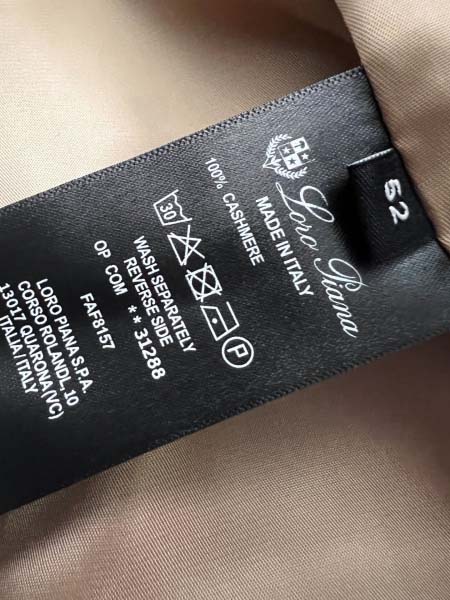 Loro Piana
MADE IN ITALY
100% CASHMERE
30
P
WASH SEPARATELY
REVERSE SIDE
OP COM ** 31288
FAF8157
LORO PIANA S.P.A.
CORSO ROLANDI, 10
13017 QUARONA(VC)
ITALIA/ITALY
52